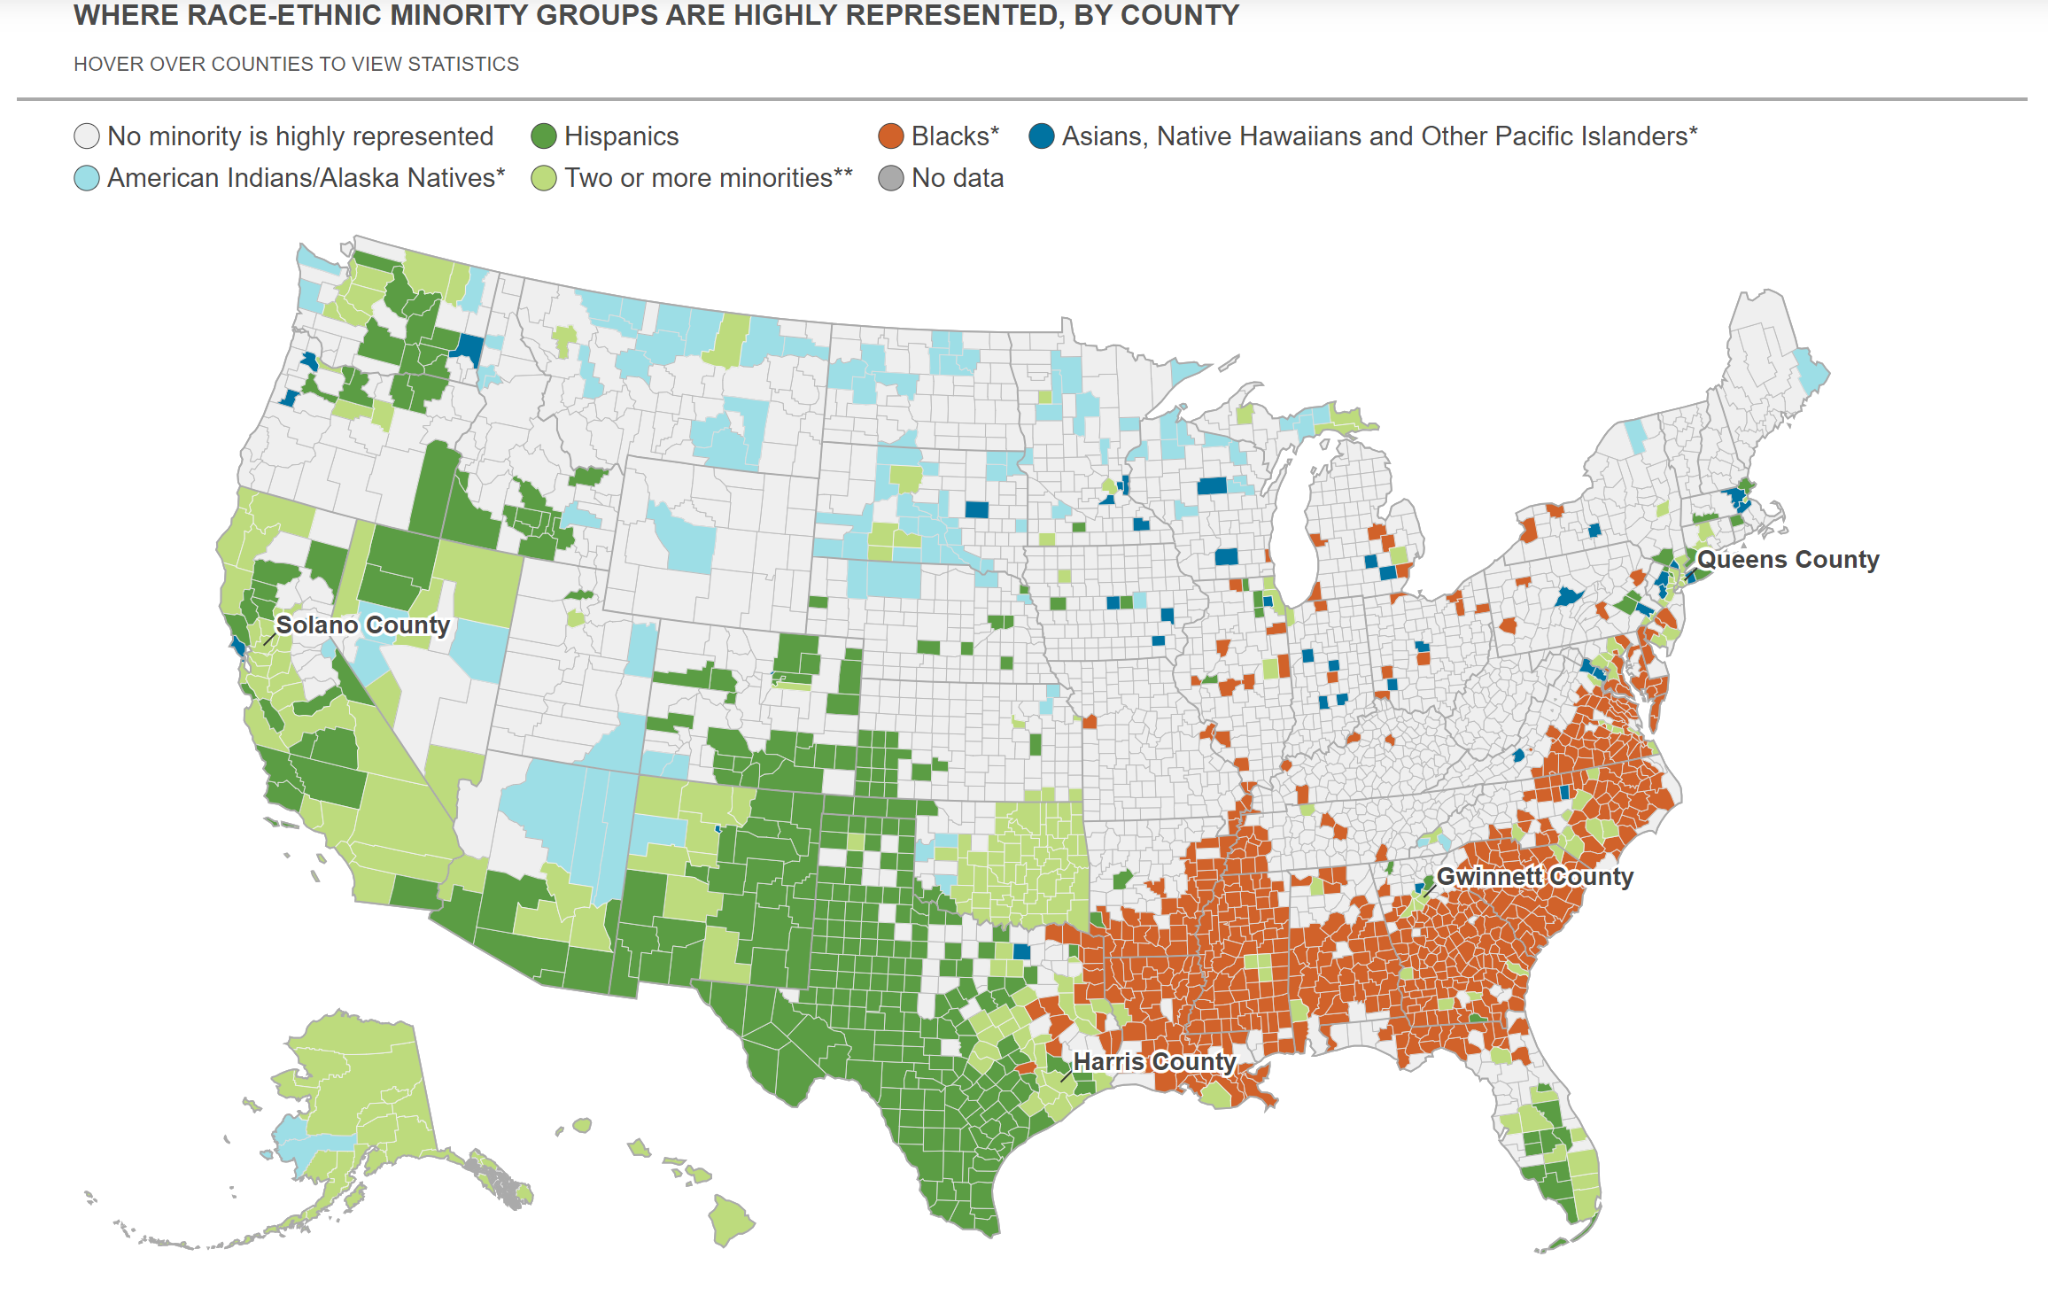 WHERE RACE-ETHNIC MINORITY GROUPS ARE HIGHLY REPRESENTED, BY COUNTY
HOVER OVER COUNTIES TO VIEW STATISTICS
No minority is highly represented
Hispanics
Blacks*
Asians, Native Hawaiians and Other Pacific Islanders*
American Indians/Alaska Natives*
Two or more minorities**
No data
Queens County
Solano County
Gwinnett County
Harris County